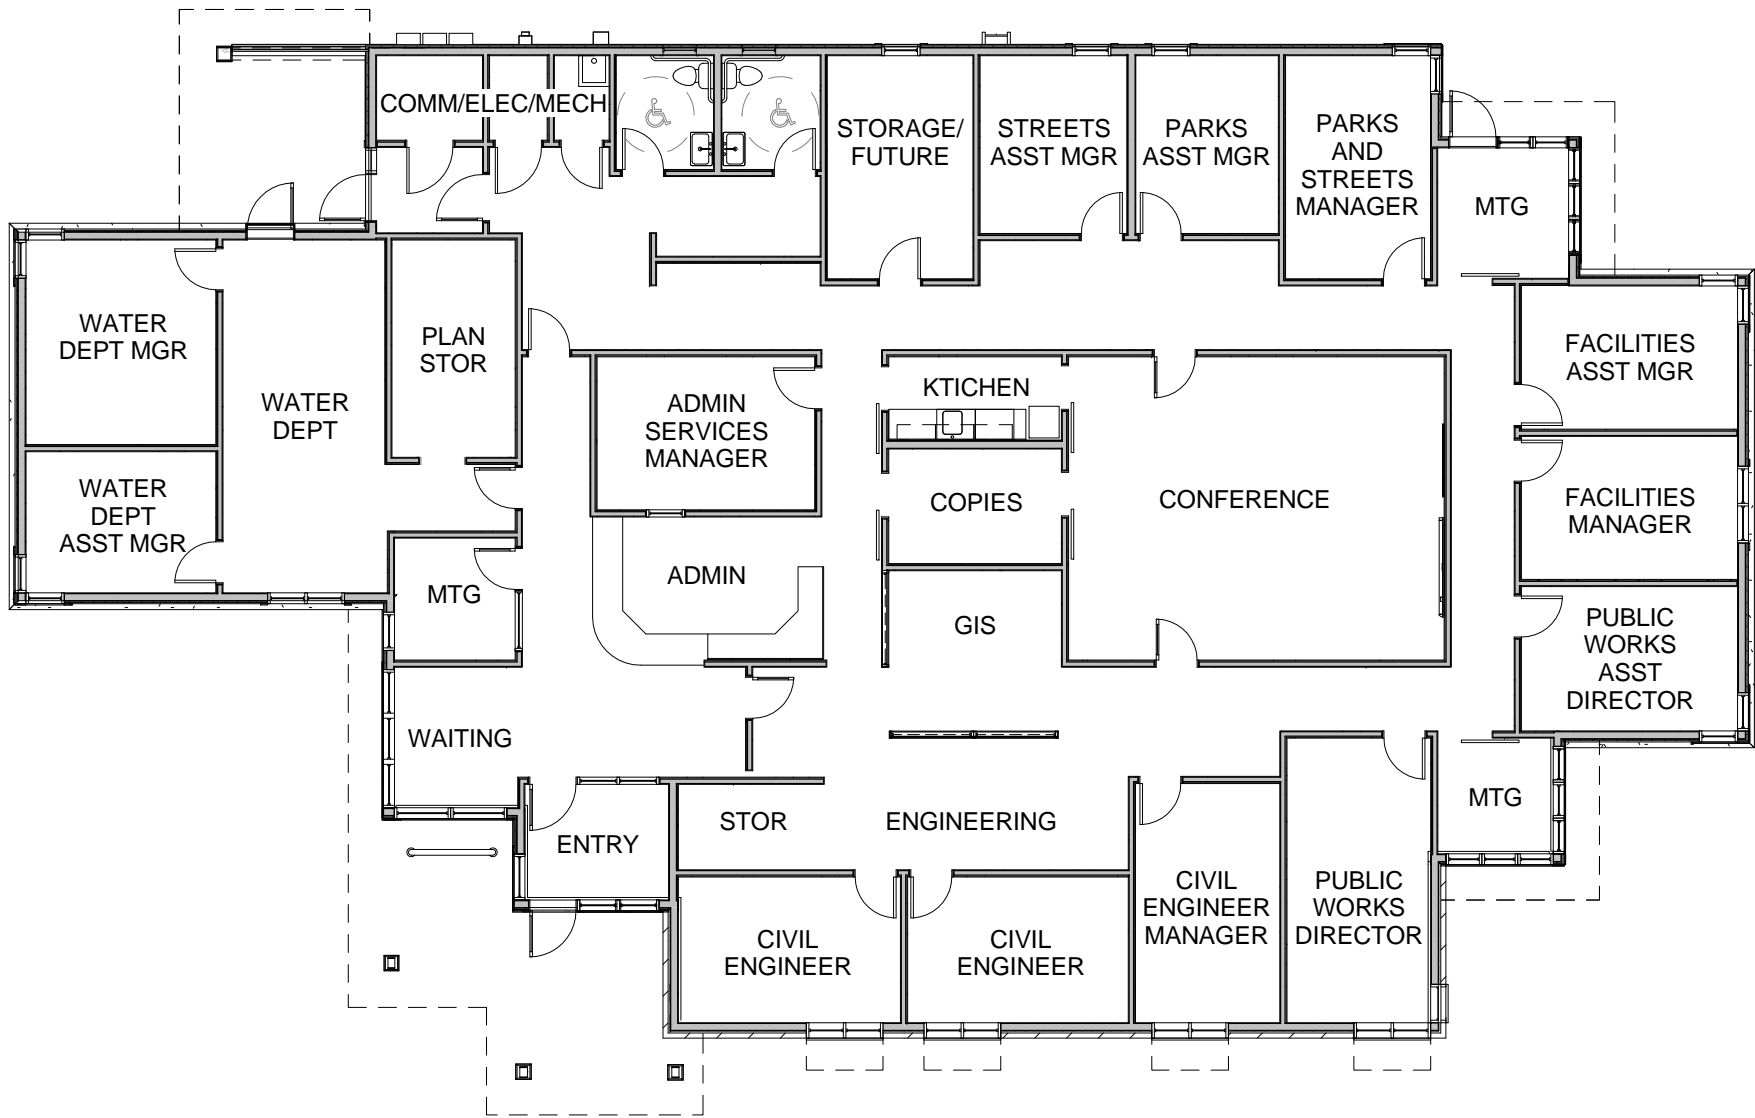 COMM/ELEC/MECH
STORAGE/
FUTURE
STREETS
ASST MGR
PARKS
ASST MGR
PARKS
AND
STREETS
MANAGER
MTG
WATER
DEPT MGR
WATER
DEPT
PLAN
STOR
ADMIN
SERVICES
MANAGER
KTICHEN
FACILITIES
ASST MGR
WATER
DEPT
ASST MGR
COPIES
CONFERENCE
FACILITIES
MANAGER
MTG
ADMIN
GIS
PUBLIC
WORKS
ASST
DIRECTOR
WAITING
STOR
ENGINEERING
MTG
ENTRY
CIVIL
ENGINEER
CIVIL
ENGINEER
CIVIL
ENGINEER
MANAGER
PUBLIC
WORKS
DIRECTOR